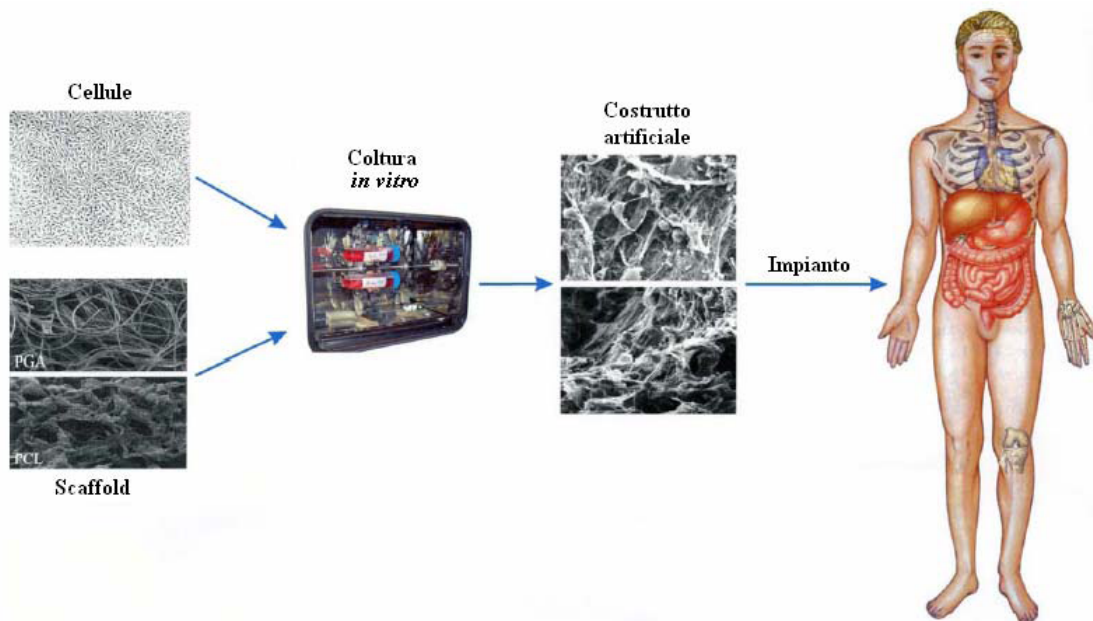 Cellule
PGA
PCL
Scaffold
Coltura
in vitro
Costrutto
artificiale
Impianto